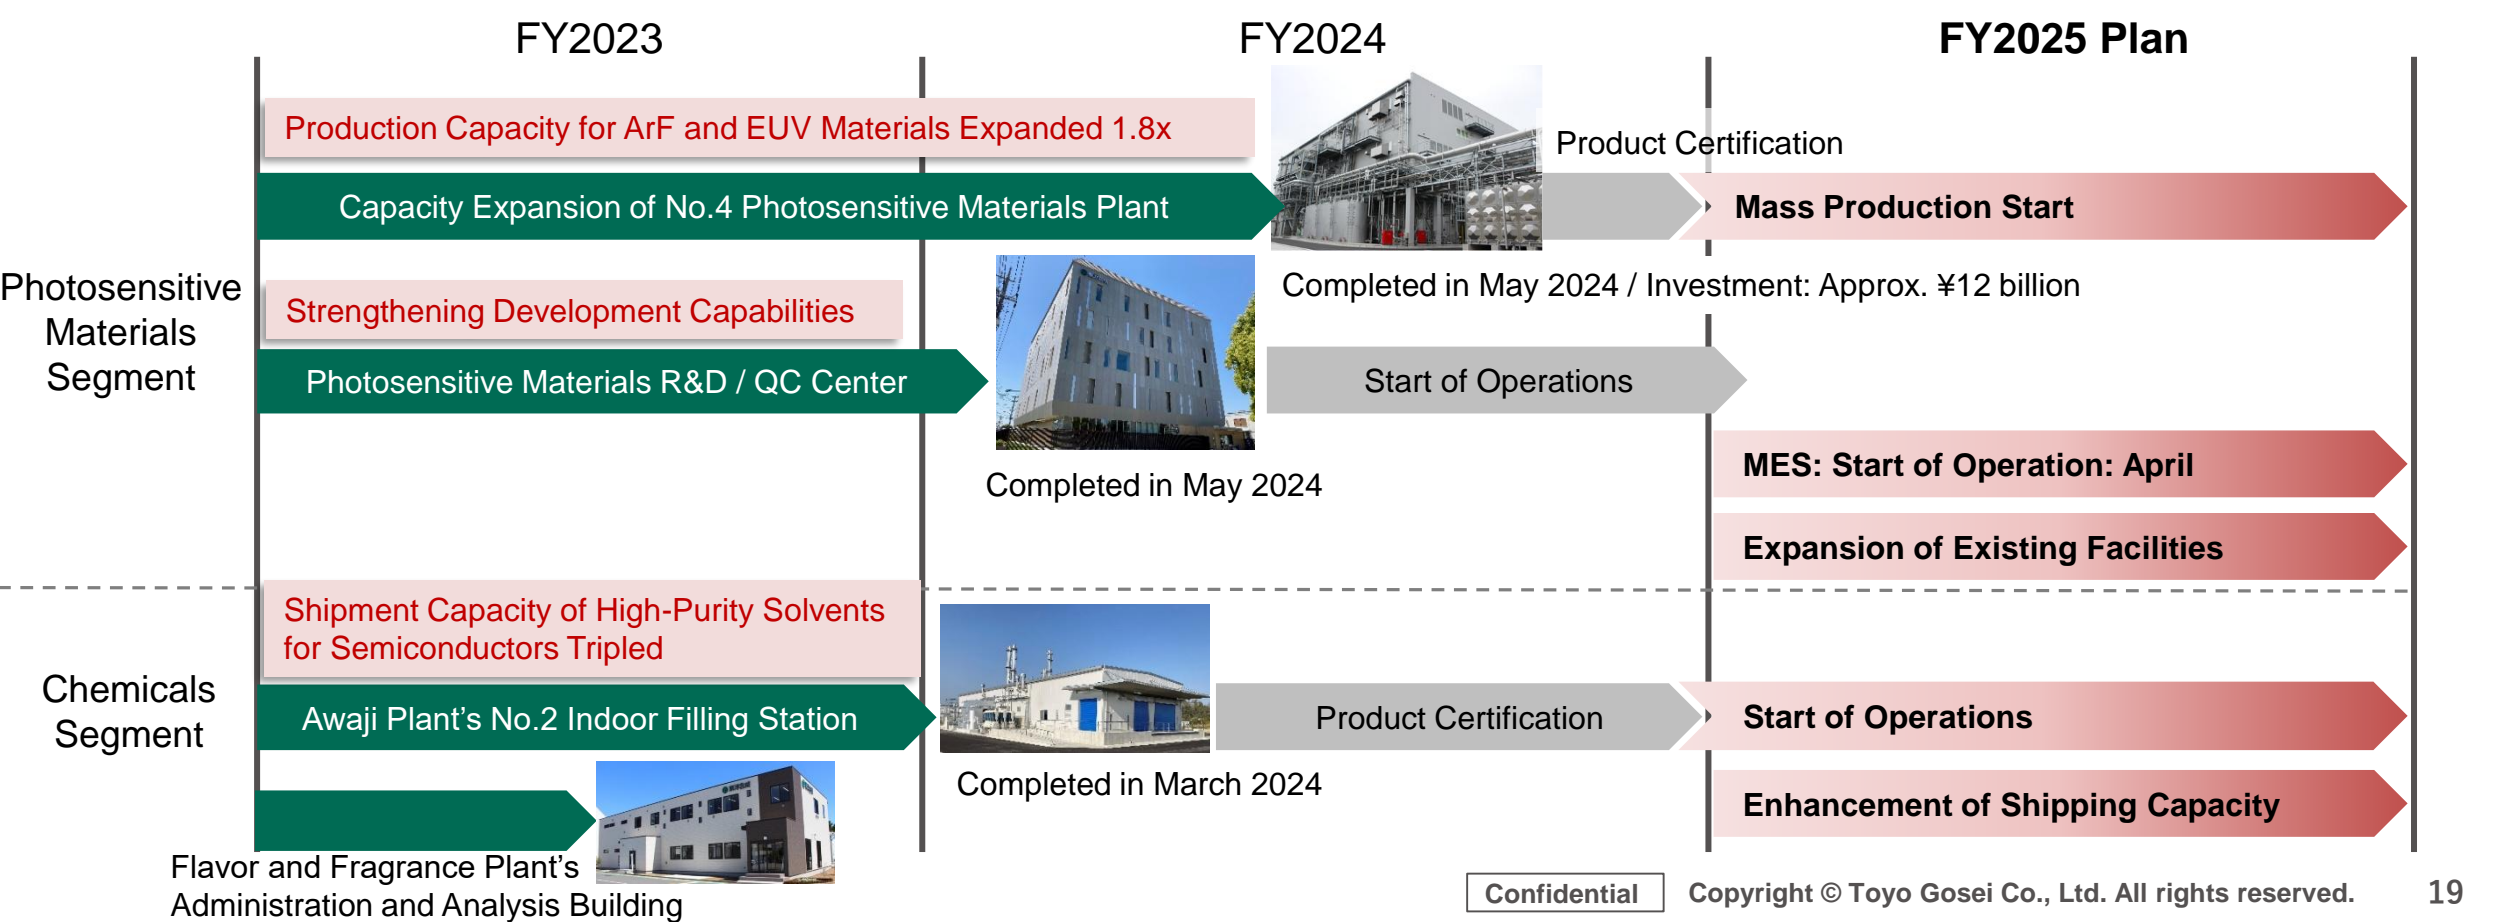 FY2023
FY2024
FY2025 Plan
Production Capacity for ArF and EUV Materials Expanded 1.8x
Product Certification
Capacity Expansion of No.4 Photosensitive Materials Plant
Mass Production Start
Completed in May 2024 / Investment: Approx. ¥12 billion
Photosensitive
Materials
Segment
Strengthening Development Capabilities
Photosensitive Materials R&D / QC Center
Start of Operations
Completed in May 2024
MES: Start of Operation: April
Expansion of Existing Facilities
Shipment Capacity of High-Purity Solvents
for Semiconductors Tripled
Chemicals
Segment
Awaji Plant’s No.2 Indoor Filling Station
Product Certification
Start of Operations
Completed in March 2024
Enhancement of Shipping Capacity
Flavor and Fragrance Plant’s
Administration and Analysis Building
Confidential
Copyright © Toyo Gosei Co., Ltd. All rights reserved.
19